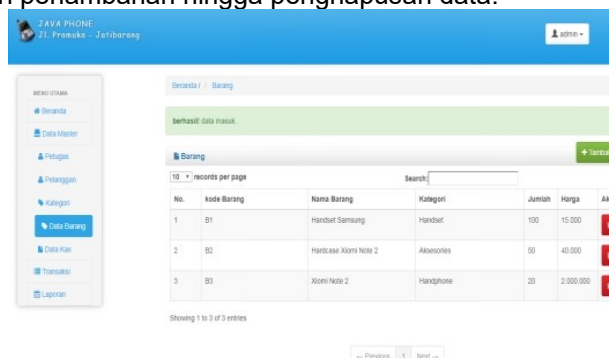 penambahan hingga penghapusan data.
JAVA PHONE
Jl. Pramuka - Jatibarang
admin
MENU UTAMA
Beranda
Data Master
Petugas
Pelanggan
Kategori
Data Barang
Data Kas
Transaksi
Laporan
Beranda / Barang
berhasil! data masuk
Barang
10 records per page
Search:
No. kode Barang Nama Barang Kategori Jumlah Harga
1 B1 Handset Samsung Handset 100 15.000
2 B2 Hardcase Xiomi Note 2 Aksesories 50 40.000
3 B3 Xiomi Note 2 Handphone 20 2.000.000
Showing 1 to 3 of 3 entries
← Previous 1 Next →